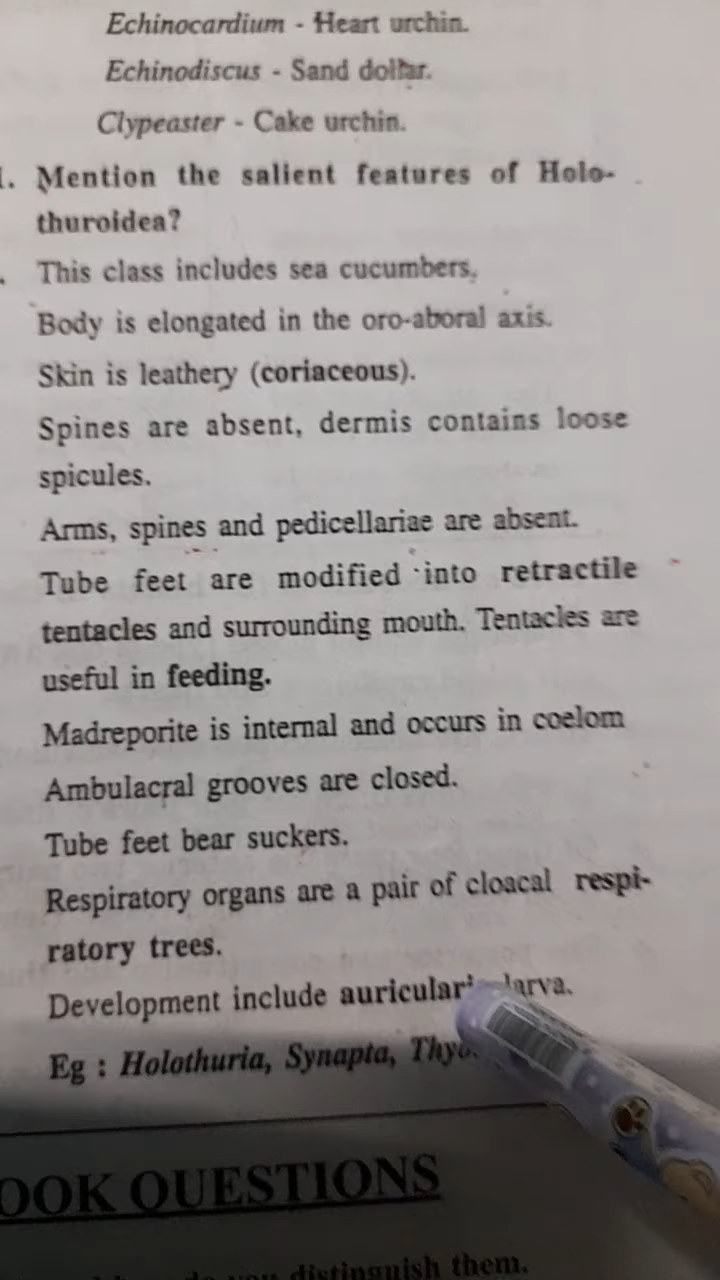 Echinocardium - Heart urchin.
Echinodiscus - Sand dollar.
Clypeaster - Cake urchin.
. Mention the salient features of Holo-
thuroidea?
. This class includes sea cucumbers.
Body is elongated in the oro-aboral axis.
Skin is leathery (coriaceous).
Spines are absent, dermis contains loose
spicules.
Arms, spines and pedicellariae are absent.
Tube feet are modified into retractile
tentacles and surrounding mouth. Tentacles are
useful in feeding.
Madreporite is internal and occurs in coelom
Ambulacral grooves are closed.
Tube feet bear suckers.
Respiratory organs are a pair of cloacal respi-
ratory trees.
Development include larva.
Eg : Holothuria, Synapta,
OOK QUESTIONS
distinguish them.